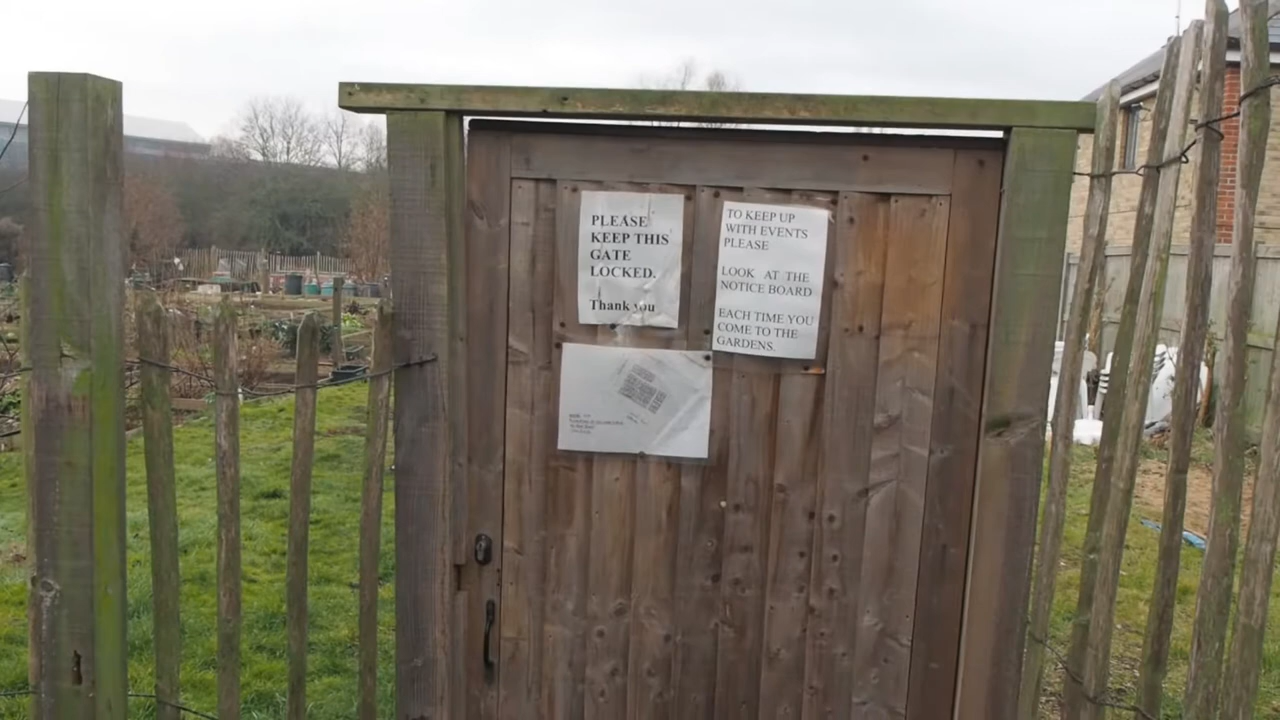 PLEASE
KEEP THIS
GATE
LOCKED.
Thank you
TO KEEP UP
WITH EVENTS
PLEASE
LOOK AT THE
NOTICE BOARD
EACH TIME YOU
COME TO THE
GARDENS.